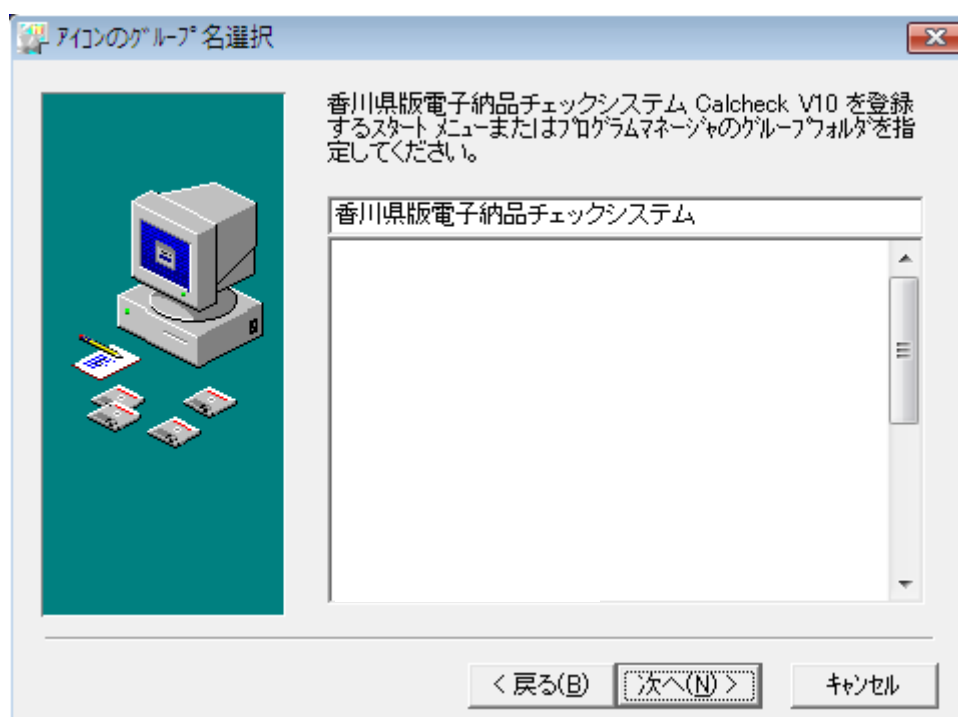 ｱｲｺﾝのｸﾞﾙｰﾌﾟ名選択
香川県版電子納品チェックシステム Calcheck V10 を登録
するｽﾀｰﾄ ﾒﾆｭｰまたはﾌﾟﾛｸﾞﾗﾑﾏﾈｰｼﾞｬのｸﾞﾙｰﾌﾟﾌｫﾙﾀﾞを指
定してください。
香川県版電子納品チェックシステム
< 戻る(B)
次へ(N) >
ｷｬﾝｾﾙ